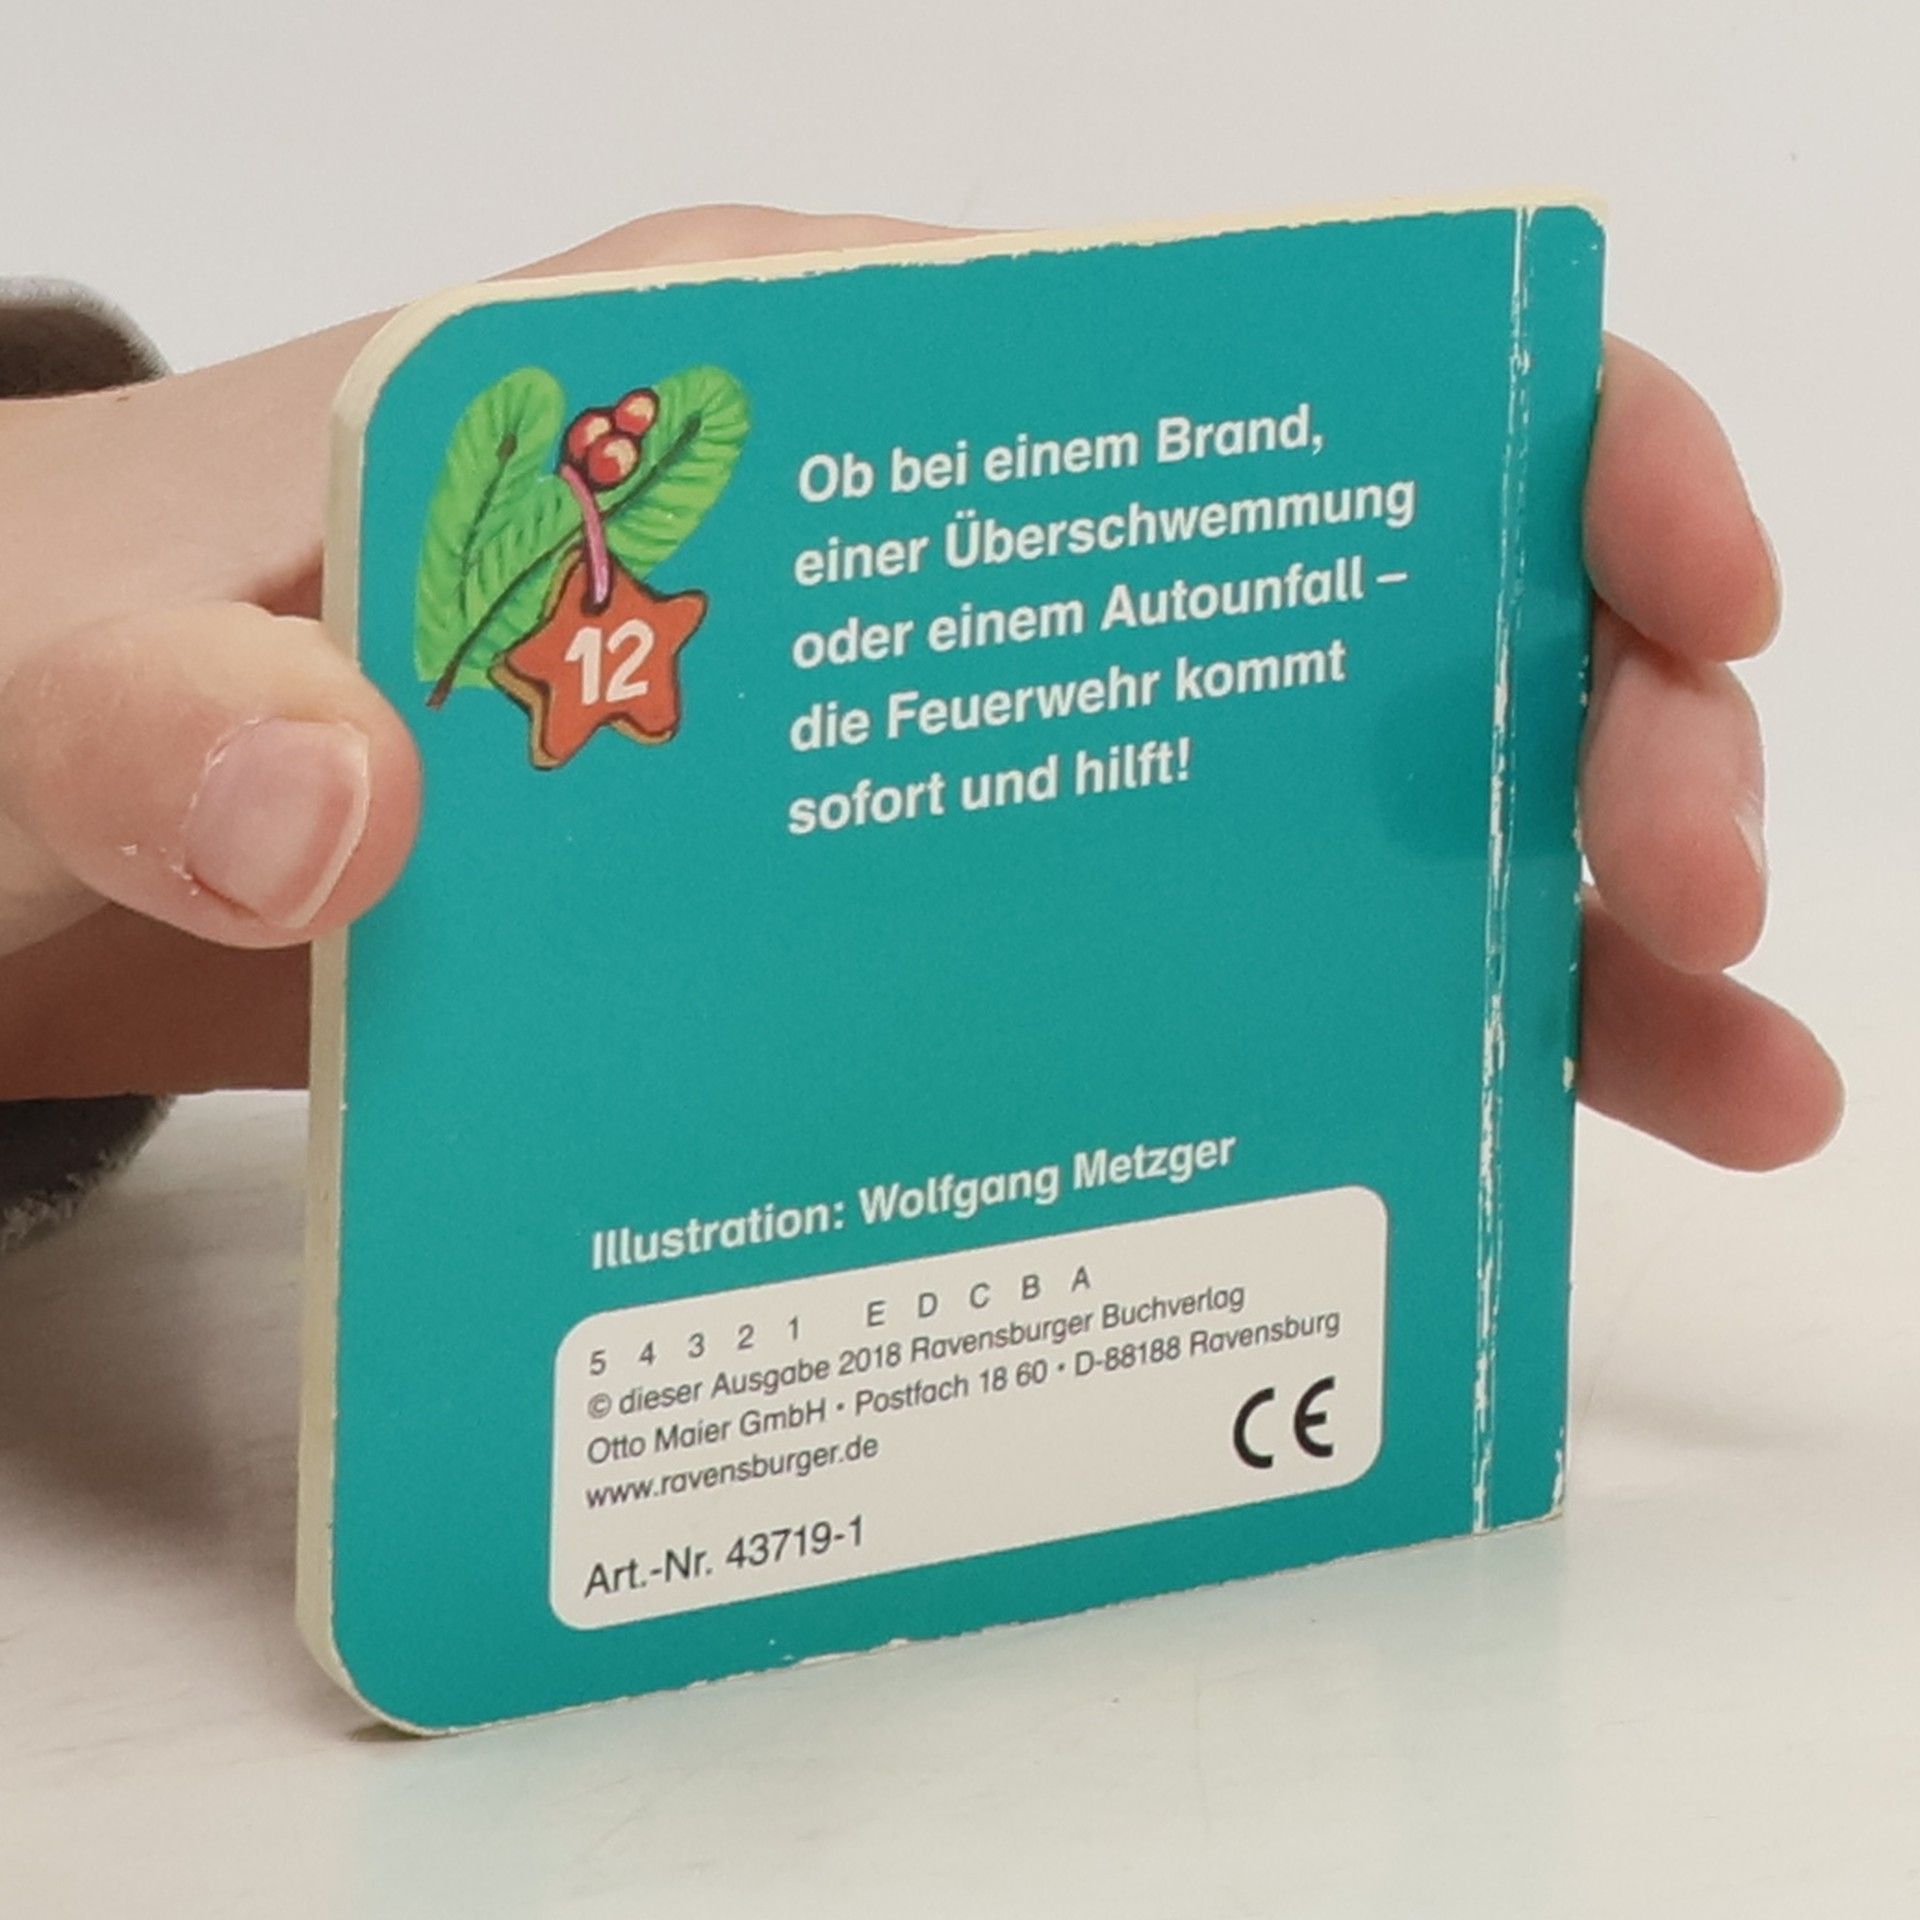 12
Ob bei einem Brand,
einer Überschwemmung
oder einem Autounfall –
die Feuerwehr kommt
sofort und hilft!
Illustration: Wolfgang Metzger
5 4 3 2 1 E D C B A
© dieser Ausgabe 2018 Ravensburger Buchverlag
Otto Maier GmbH · Postfach 18 60 · D-88188 Ravensburg
www.ravensburger.de
CE
Art.-Nr. 43719-1